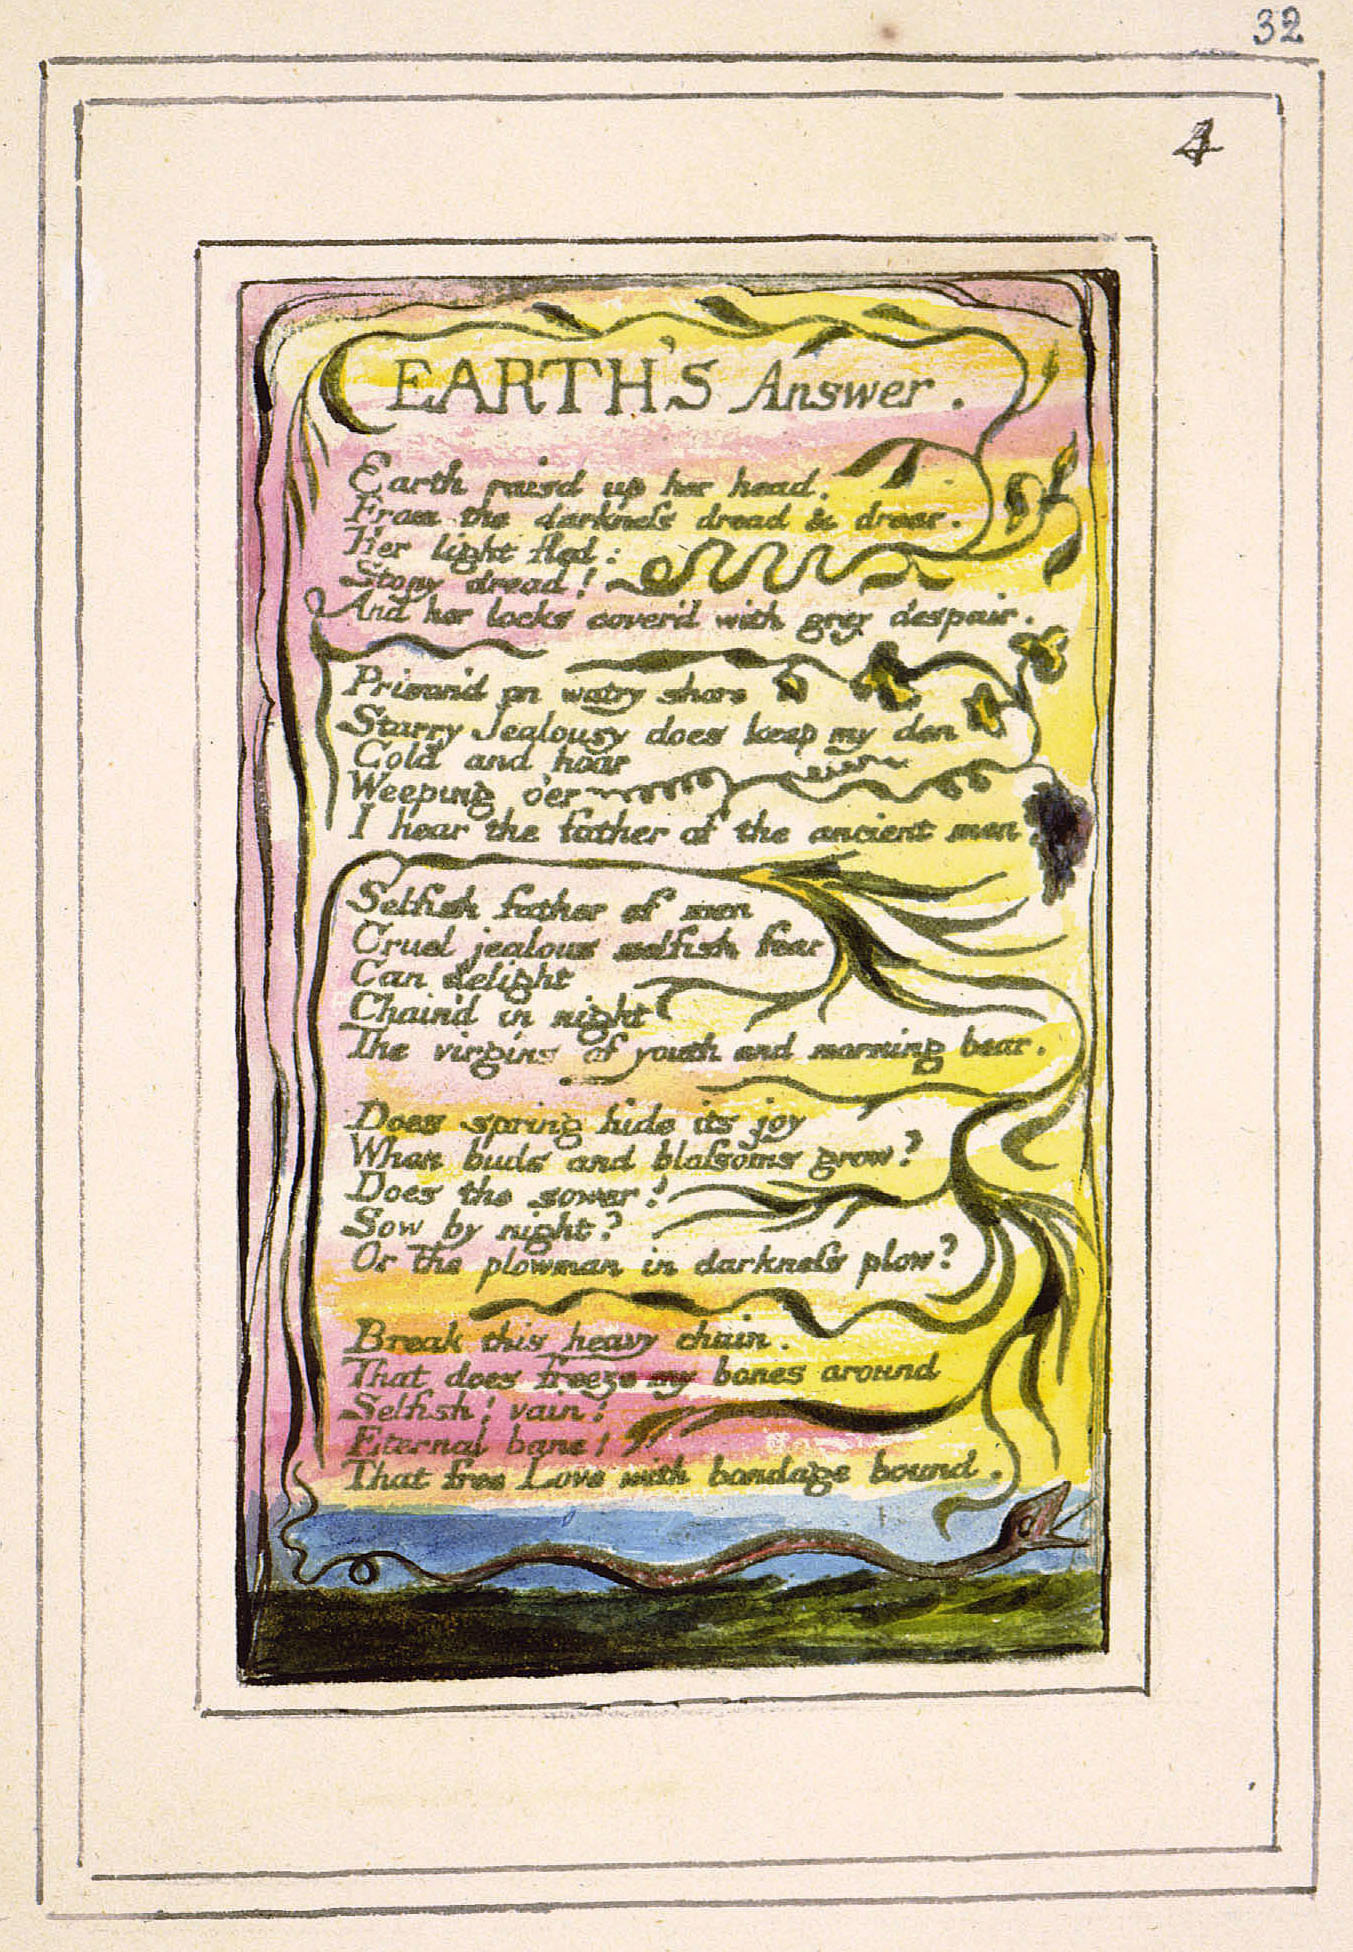 32
4
EARTH'S Answer.
Earth rais'd up her head,
From the darkneſs dread & drear.
Her light fled:
Stony dread!
And her locks cover'd with grey despair.
Prison'd on watry shore
Starry Jealousy does keep my den
Cold and hoar
Weeping o'er
I hear the father of the ancient men
Selfish father of men
Cruel jealous selfish fear
Can delight
Chain'd in night
The virgins of youth and morning bear.
Does spring hide its joy
When buds and bloſsoms grow?
Does the sower?
Sow by night?
Or the plowman in darkneſs plow?
Break this heavy chain.
That does freeze my bones around
Selfish! vain!
Eternal bane!
That free Love with bondage bound.